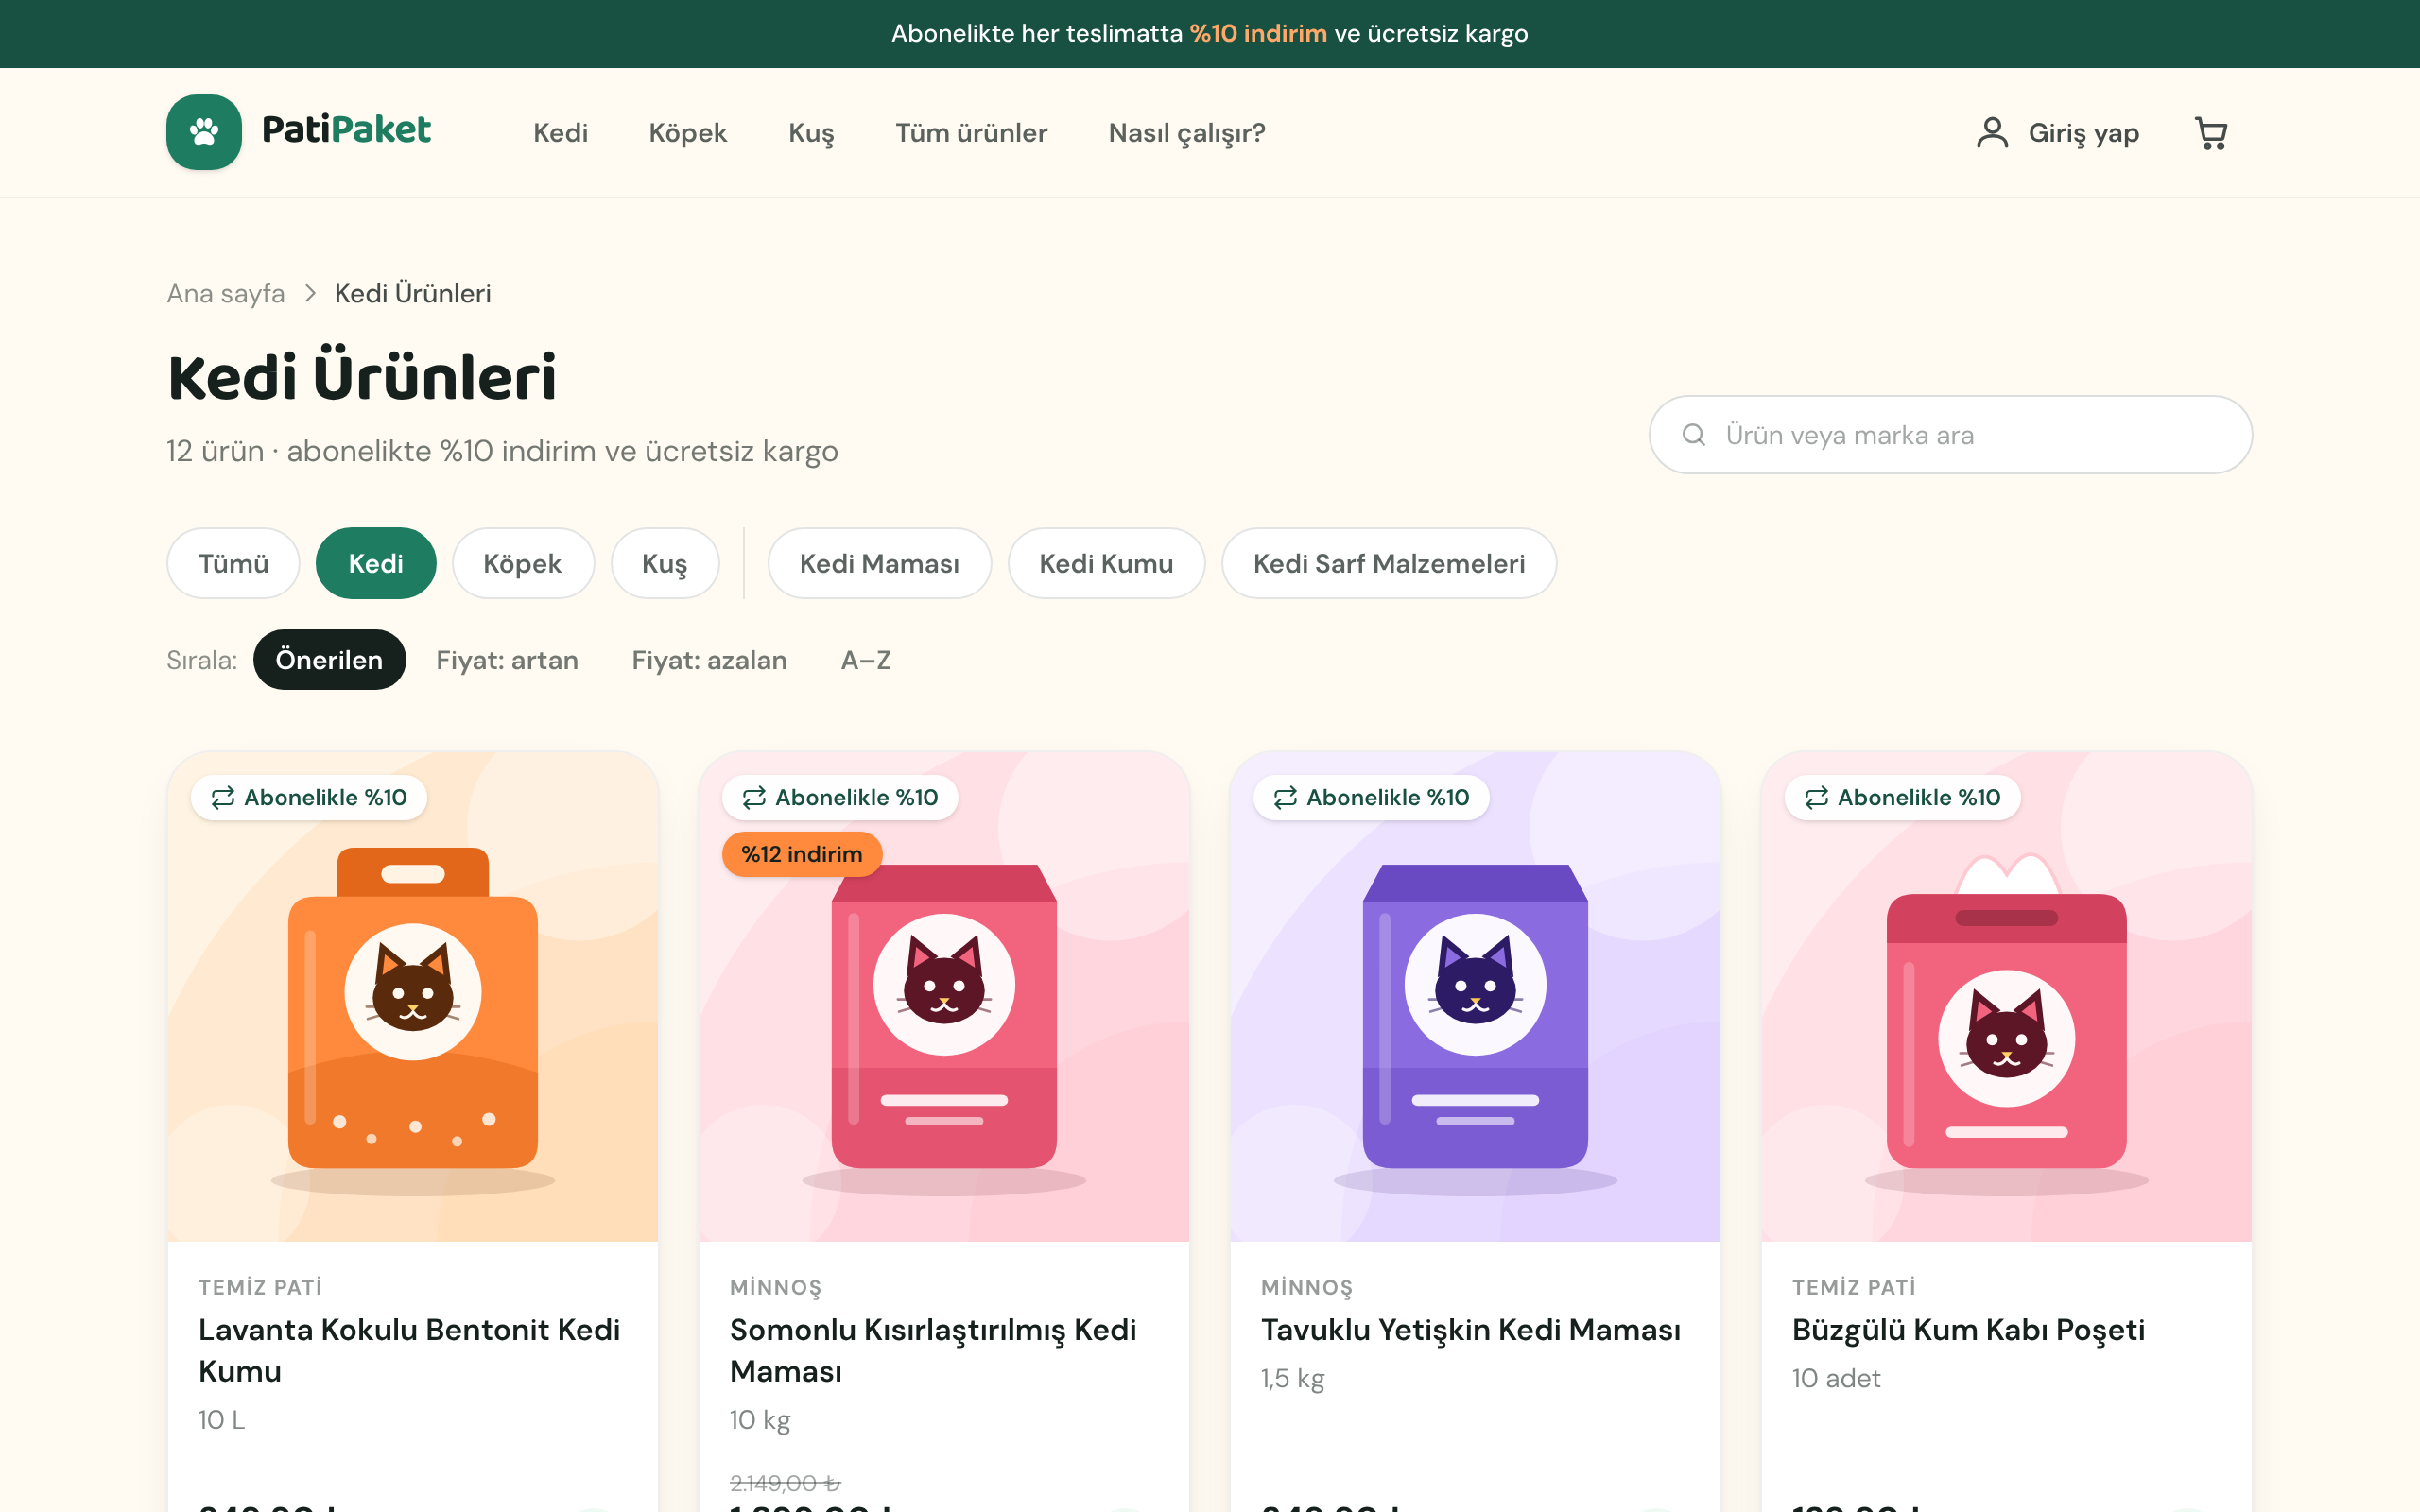 Abonelikte her teslimatta %10 indirim ve ücretsiz kargo
PatiPaket
Kedi
Köpek
Kuş
Tüm ürünler
Nasıl çalışır?
Giriş yap
Ana sayfa > Kedi Ürünleri
Kedi Ürünleri
12 ürün · abonelikte %10 indirim ve ücretsiz kargo
Ürün veya marka ara
Tümü
Kedi
Köpek
Kuş
Kedi Maması
Kedi Kumu
Kedi Sarf Malzemeleri
Sırala:
Önerilen
Fiyat: artan
Fiyat: azalan
A–Z
Abonelikle %10
TEMİZ PATİ
Lavanta Kokulu Bentonit Kedi
Kumu
10 L
Abonelikle %10
%12 indirim
MİNNOŞ
Somonlu Kısırlaştırılmış Kedi
Maması
10 kg
2.149,00 ₺
Abonelikle %10
MİNNOŞ
Tavuklu Yetişkin Kedi Maması
1,5 kg
Abonelikle %10
TEMİZ PATİ
Büzgülü Kum Kabı Poşeti
10 adet